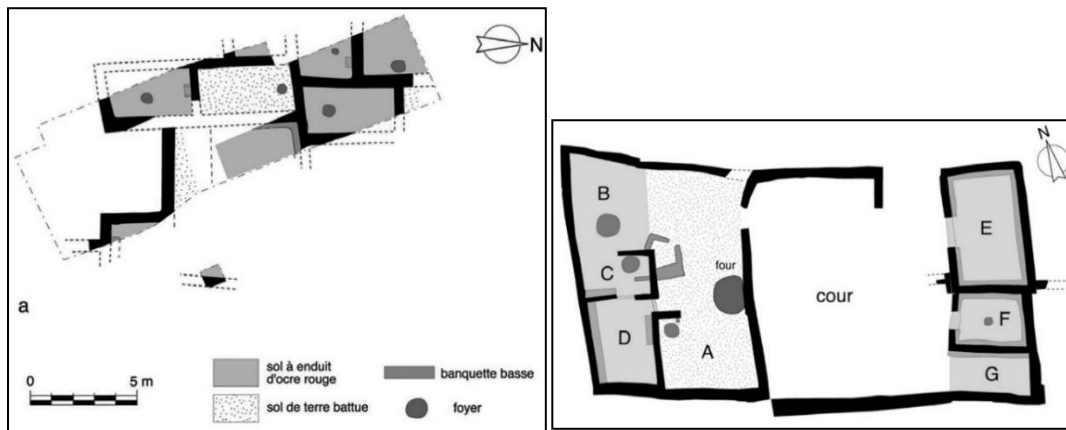 N
a
0
5 m
sol à enduit
d'ocre rouge
sol de terre battue
banquette basse
foyer
N
B
C
D
A
four
cour
E
F
G